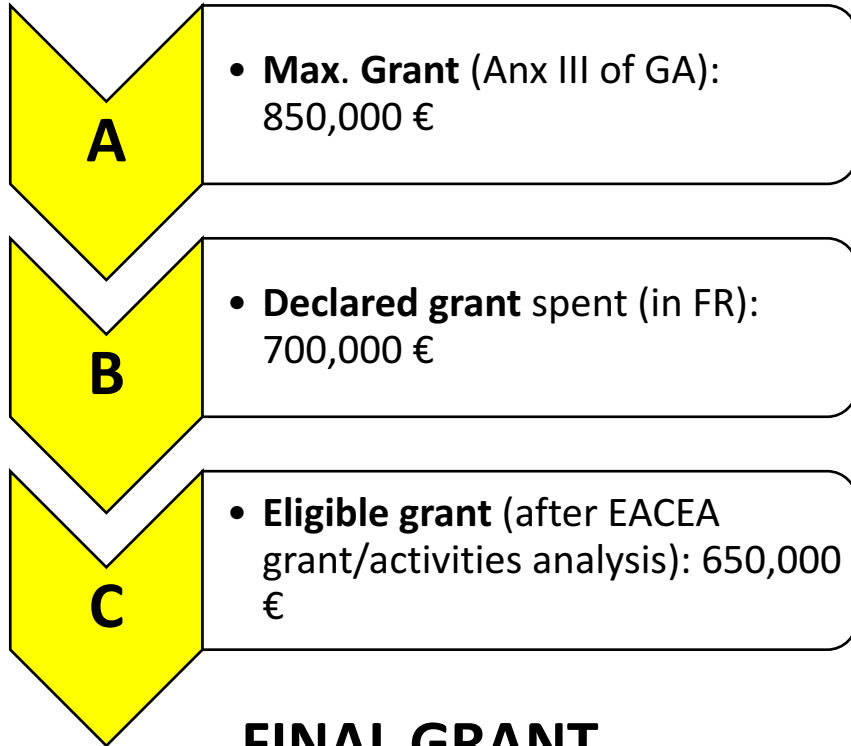 A
• Max. Grant (Anx III of GA):
850,000 €
B
• Declared grant spent (in FR):
700,000 €
C
• Eligible grant (after EACEA
grant/activities analysis): 650,000
€
FINAL GRANT